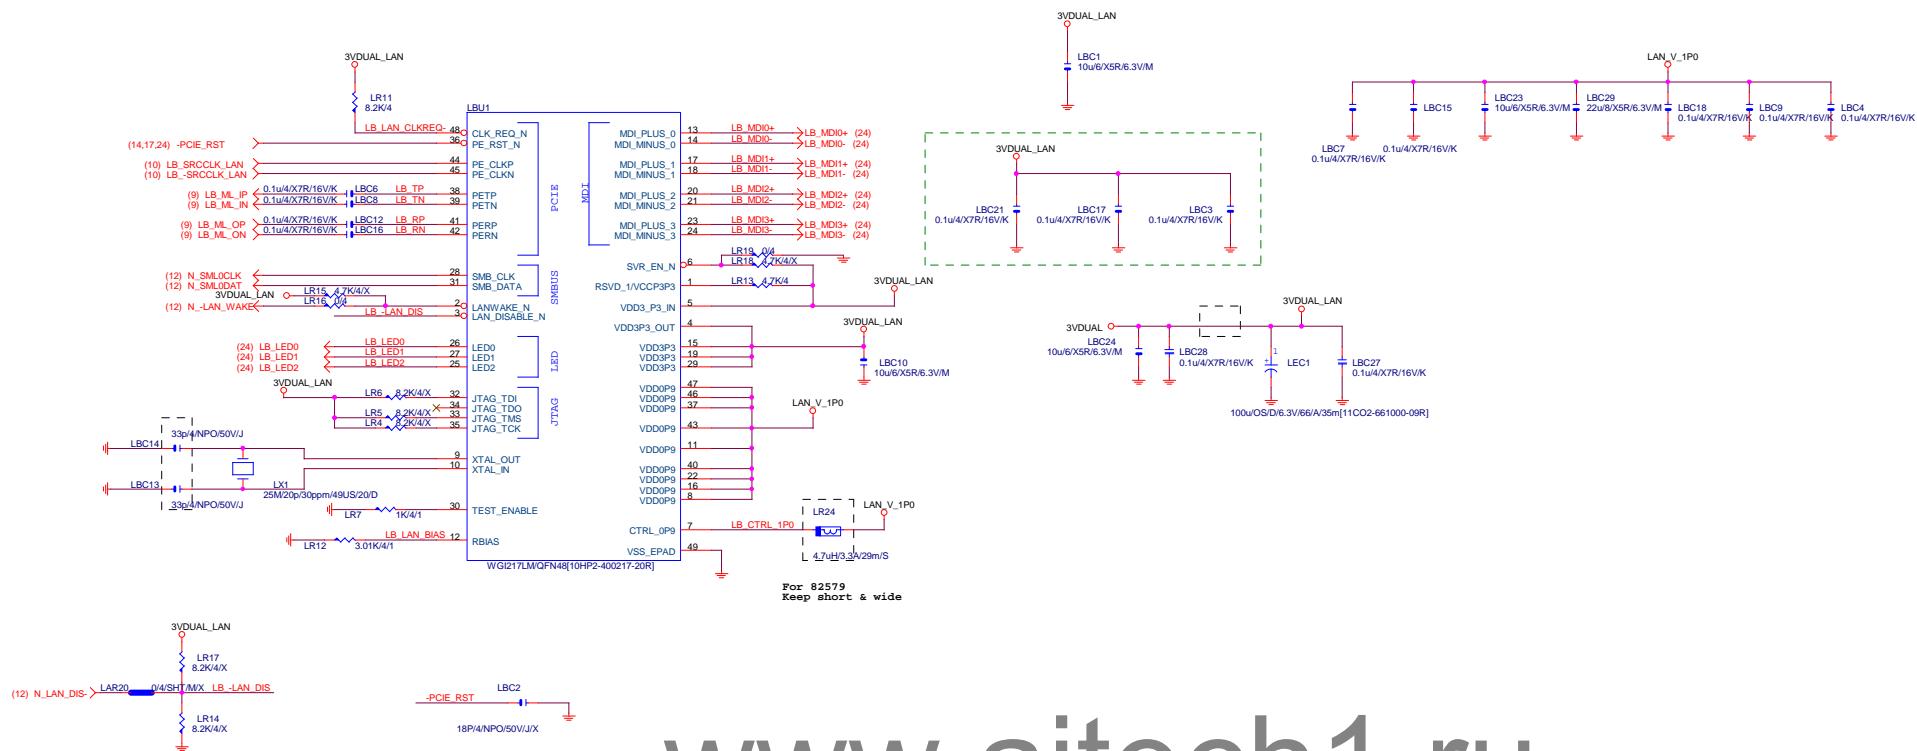 3VDUAL_LAN
LBC1
10u/6/X5R/6.3V/M
LAN_V_1P0
LBC7
0.1u/4/X7R/16V/K
LBC15
0.1u/4/X7R/16V/K
LBC23
10u/6/X5R/6.3V/M
LBC29
22u/8/X5R/6.3V/M
LBC18
0.1u/4/X7R/16V/K
LBC9
0.1u/4/X7R/16V/K
LBC4
0.1u/4/X7R/16V/K
3VDUAL_LAN
LR11
8.2K/4
LBU1
LB_LAN_CLKREQ- 48 CLK_REQ_N
(14,17,24) -PCIE_RST 36 PE_RST_N
(10) LB_SRCCLK_LAN 44 PE_CLKP
(10) LB_-SRCCLK_LAN 45 PE_CLKN
(9) LB_ML_IP 0.1u/4/X7R/16V/K LBC6 LB_TP 38 PETP
(9) LB_ML_IN 0.1u/4/X7R/16V/K LBC8 LB_TN 39 PETN
(9) LB_ML_OP 0.1u/4/X7R/16V/K LBC12 LB_RP 41 PERP
(9) LB_ML_ON 0.1u/4/X7R/16V/K LBC16 LB_RN 42 PERN
PCIE
(12) N_SML0CLK 28 SMB_CLK
(12) N_SML0DAT 31 SMB_DATA
SMBUS
3VDUAL_LAN LR15 4.7K/4/X
(12) N_-LAN_WAKE LR16 0/4 2 LANWAKE_N
LB_-LAN_DIS 3 LAN_DISABLE_N
(24) LB_LED0 LB_LED0 26 LED0
(24) LB_LED1 LB_LED1 27 LED1
(24) LB_LED2 LB_LED2 25 LED2
LED
3VDUAL_LAN
LR6 8.2K/4/X 32 JTAG_TDI
34 JTAG_TDO
LR5 8.2K/4/X 33 JTAG_TMS
LR4 8.2K/4/X 35 JTAG_TCK
JTAG
33p/4/NPO/50V/J
LBC14
9 XTAL_OUT
10 XTAL_IN
LBC13
LX1
25M/20p/30ppm/49US/20/D
33p/4/NPO/50V/J
LR7 1K/4/1 30 TEST_ENABLE
LR12 3.01K/4/1 LB_LAN_BIAS 12 RBIAS
WGI217LM/QFN48[10HP2-400217-20R]
MDI
MDI_PLUS_0 13 LB_MDI0+ LB_MDI0+ (24)
MDI_MINUS_0 14 LB_MDI0- LB_MDI0- (24)
MDI_PLUS_1 17 LB_MDI1+ LB_MDI1+ (24)
MDI_MINUS_1 18 LB_MDI1- LB_MDI1- (24)
MDI_PLUS_2 20 LB_MDI2+ LB_MDI2+ (24)
MDI_MINUS_2 21 LB_MDI2- LB_MDI2- (24)
MDI_PLUS_3 23 LB_MDI3+ LB_MDI3+ (24)
MDI_MINUS_3 24 LB_MDI3- LB_MDI3- (24)
LR19 0/4
SVR_EN_N 6 LR18 4.7K/4/X
RSVD_1/VCCP3P3 1 LR13 4.7K/4
3VDUAL_LAN
VDD3_P3_IN 5
VDD3P3_OUT 4
3VDUAL_LAN
VDD3P3 15
VDD3P3 19
VDD3P3 29
LBC10
10u/6/X5R/6.3V/M
VDD0P9 47
VDD0P9 46
VDD0P9 37
LAN_V_1P0
VDD0P9 43
VDD0P9 11
VDD0P9 40
VDD0P9 22
VDD0P9 16
VDD0P9 8
CTRL_0P9 7 LB_CTRL_1P0
LR24
LAN_V_1P0
4.7uH/3.3A/29m/S
VSS_EPAD 49
For 82579
Keep short & wide
3VDUAL_LAN
LBC21
0.1u/4/X7R/16V/K
LBC17
0.1u/4/X7R/16V/K
LBC3
0.1u/4/X7R/16V/K
3VDUAL
3VDUAL_LAN
LBC24
10u/6/X5R/6.3V/M
LBC28
0.1u/4/X7R/16V/K
1
+
LEC1
LBC27
0.1u/4/X7R/16V/K
100u/OS/D/6.3V/66/A/35m[11CO2-661000-09R]
3VDUAL_LAN
LR17
8.2K/4/X
(12) N_LAN_DIS- LAR20 0/4/SHT/M/X LB_-LAN_DIS
LR14
8.2K/4/X
-PCIE_RST
LBC2
18P/4/NPO/50V/J/X
www.aitech1.ru